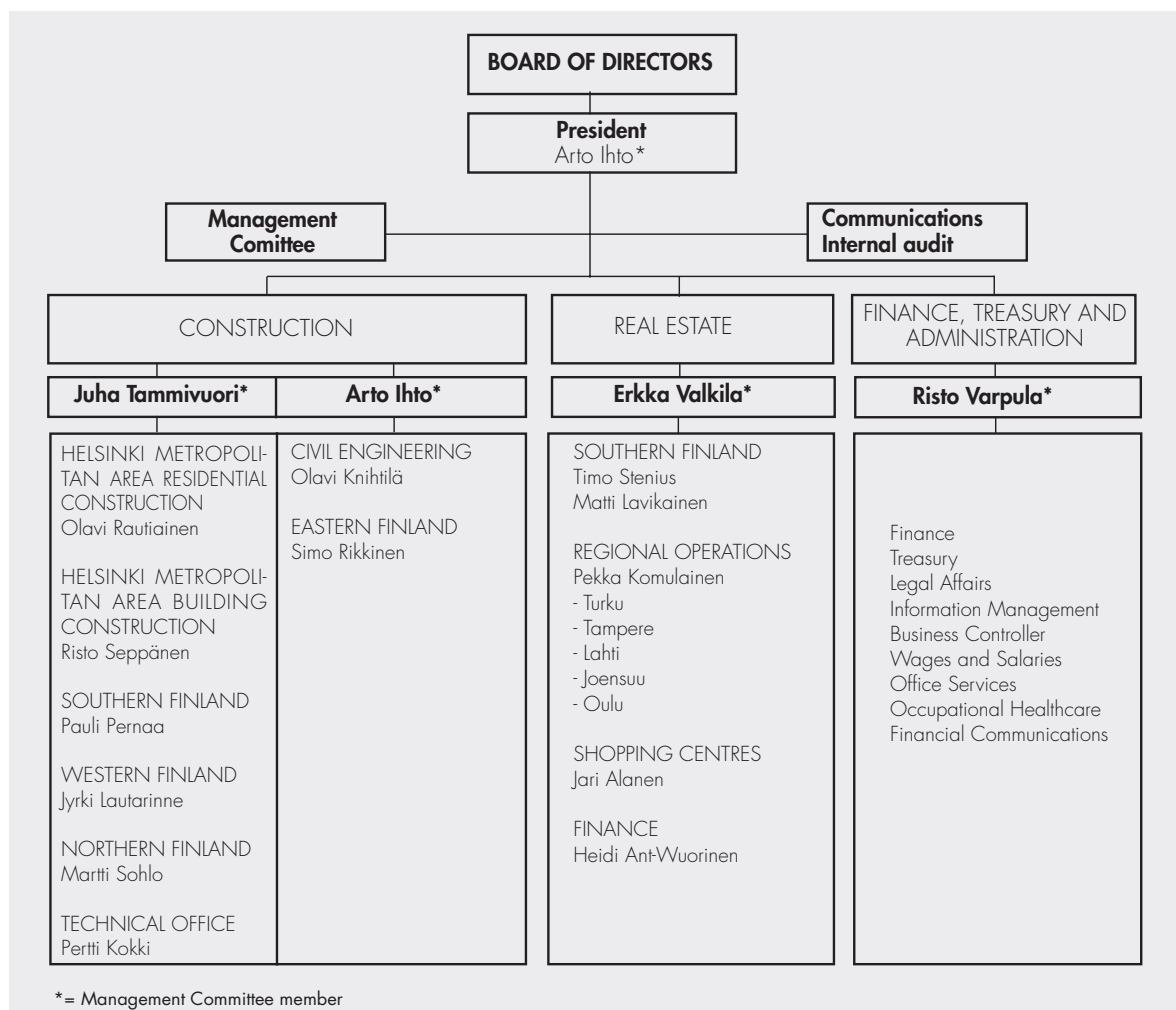 BOARD OF DIRECTORS
President
Arto Ihto*
Management
Comittee
Communications
Internal audit
CONSTRUCTION
REAL ESTATE
FINANCE, TREASURY AND
ADMINISTRATION
Juha Tammivuori*
Arto Ihto*
Erkka Valkila*
Risto Varpula*
HELSINKI METROPOLI-
TAN AREA RESIDENTIAL
CONSTRUCTION
Olavi Rautiainen
HELSINKI METROPOLI-
TAN AREA BUILDING
CONSTRUCTION
Risto Seppänen
SOUTHERN FINLAND
Pauli Pernaa
WESTERN FINLAND
Jyrki Lautarinne
NORTHERN FINLAND
Martti Sohlo
TECHNICAL OFFICE
Pertti Kokki
CIVIL ENGINEERING
Olavi Knihtilä
EASTERN FINLAND
Simo Rikkinen
SOUTHERN FINLAND
Timo Stenius
Matti Lavikainen
REGIONAL OPERATIONS
Pekka Komulainen
- Turku
- Tampere
- Lahti
- Joensuu
- Oulu
SHOPPING CENTRES
Jari Alanen
FINANCE
Heidi Ant-Wuorinen
Finance
Treasury
Legal Affairs
Information Management
Business Controller
Wages and Salaries
Office Services
Occupational Healthcare
Financial Communications
*= Management Committee member